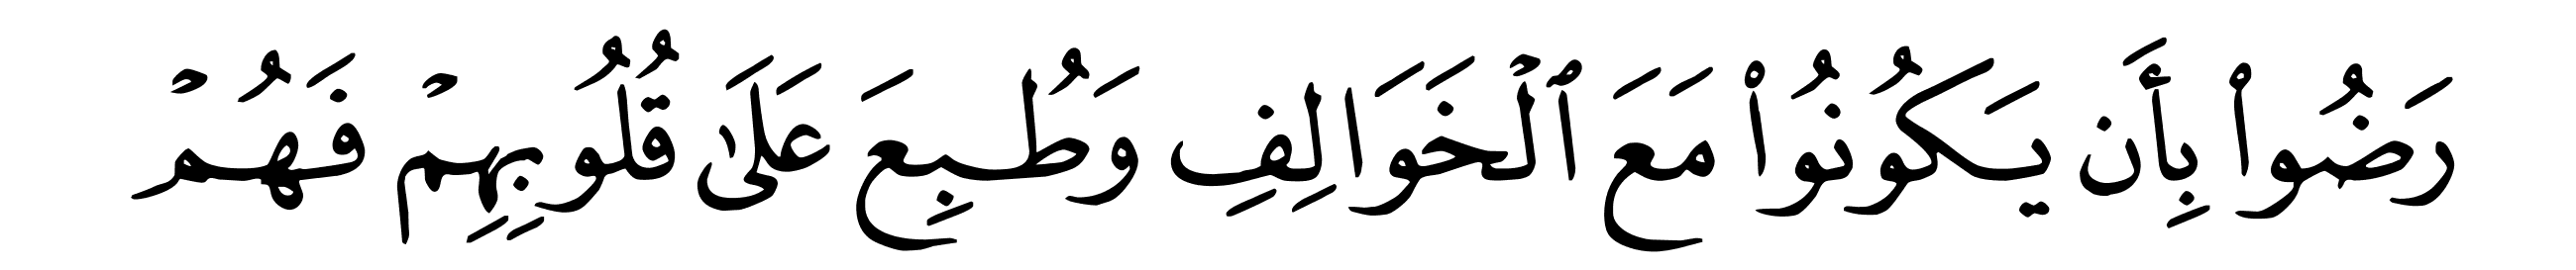 رَضُوا۟ بِأَن يَكُونُوا۟ مَعَ ٱلْخَوَالِفِ وَطُبِعَ عَلَىٰ قُلُوبِهِمْ فَهُمْ